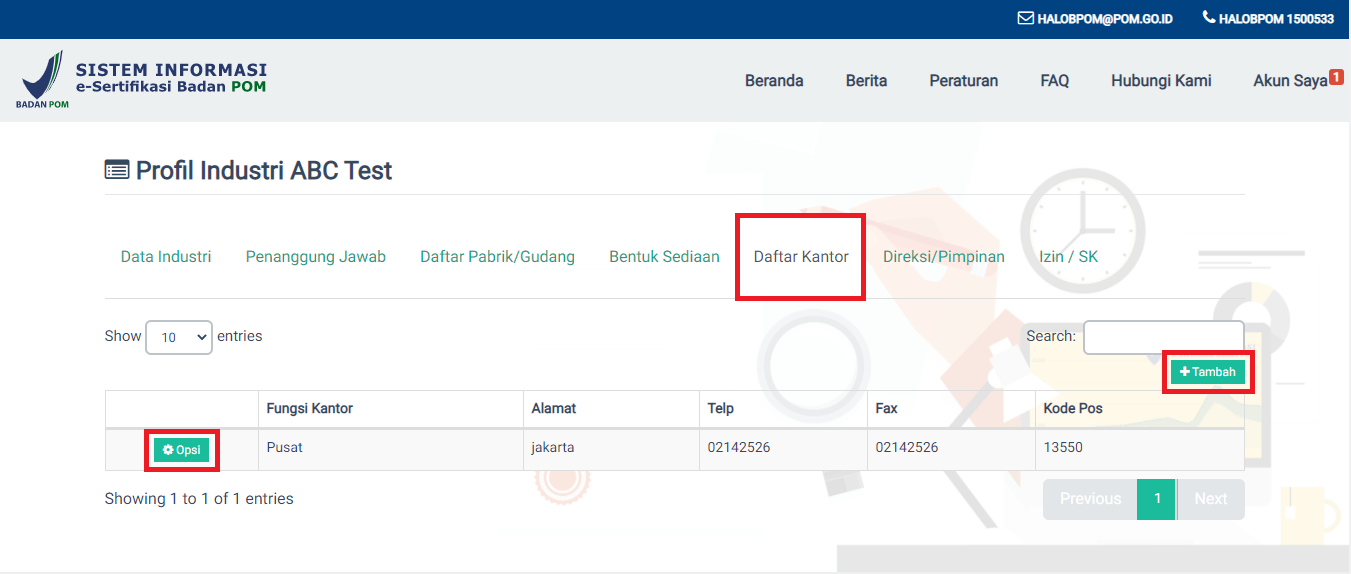 HALOBPOM@POM.GO.ID HALOBPOM 1500533
SISTEM INFORMASI
e-Sertifikasi Badan POM
BADAN POM
Beranda Berita Peraturan FAQ Hubungi Kami Akun Saya 1
Profil Industri ABC Test
Data Industri Penanggung Jawab Daftar Pabrik/Gudang Bentuk Sediaan Daftar Kantor Direksi/Pimpinan Izin / SK
Show 10 entries Search:
Tambah
Fungsi Kantor Alamat Telp Fax Kode Pos
Opsi Pusat jakarta 02142526 02142526 13550
Showing 1 to 1 of 1 entries Previous 1 Next